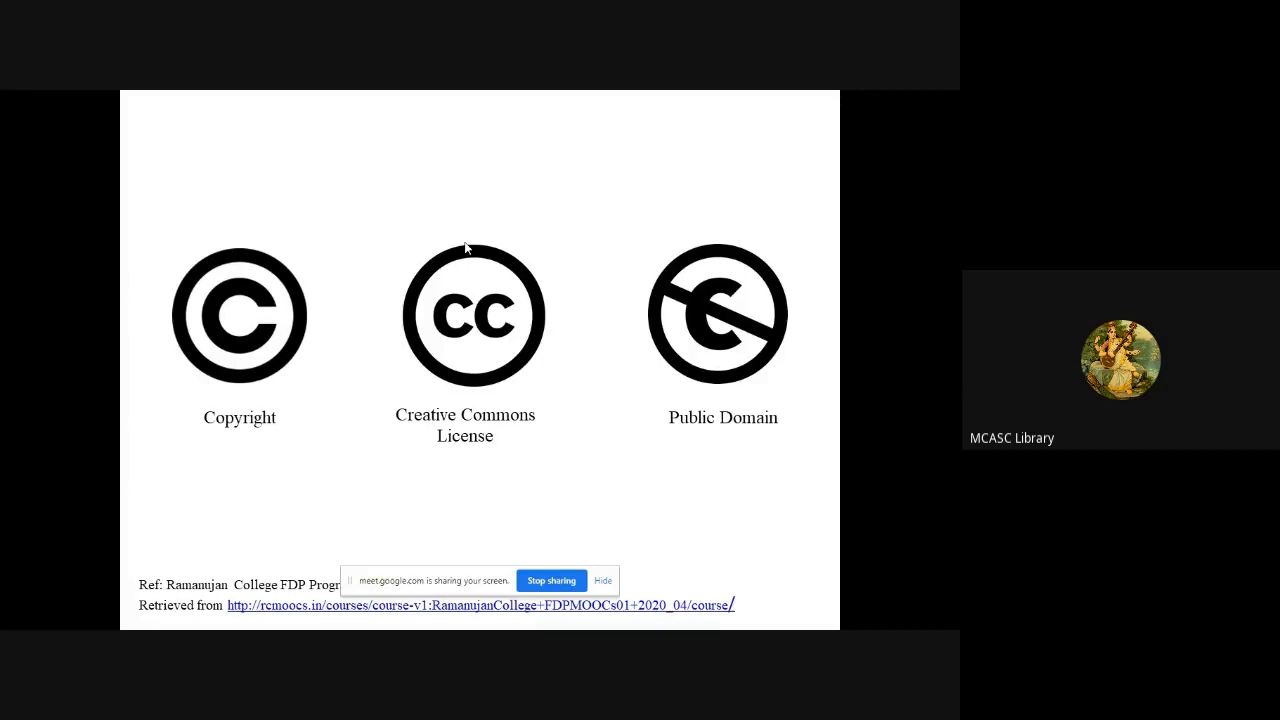 C
cc
C
Copyright
Creative Commons
License
Public Domain
MCASC Library
Ref: Ramanujan College FDP Progr
meet.google.com is sharing your screen.
Stop sharing
Hide
Retrieved from http://rcmoocs.in/courses/course-v1:RamanujanCollege+FDPMOOCs01+2020_04/course/